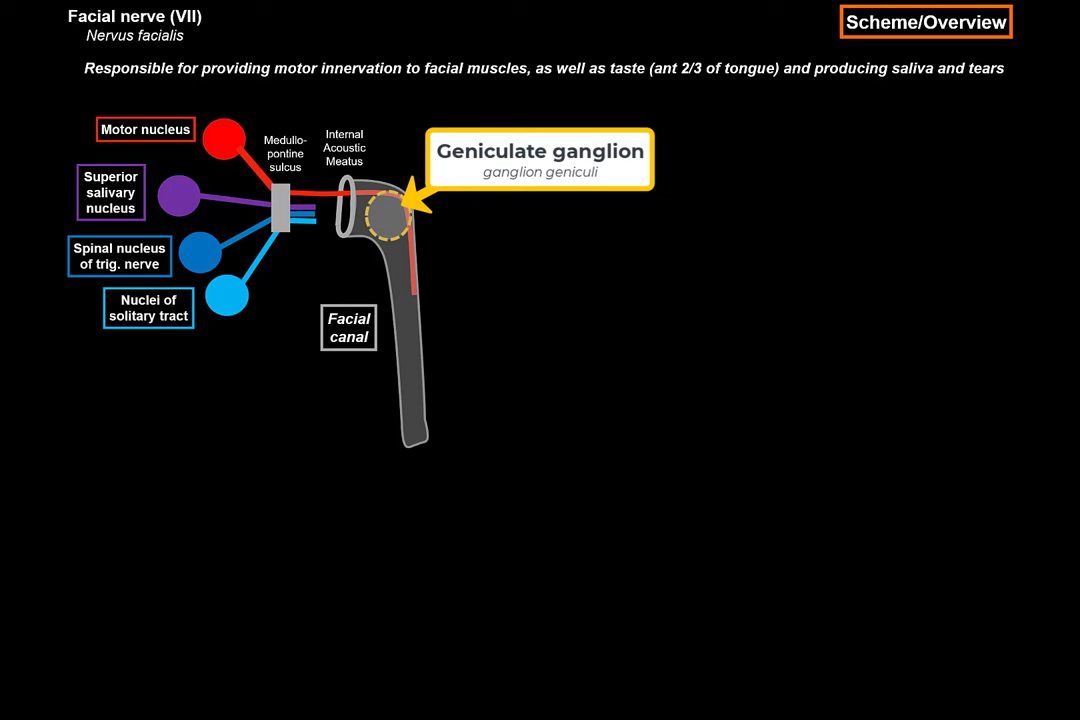 Facial nerve (VII)
Nervus facialis
Scheme/Overview
Responsible for providing motor innervation to facial muscles, as well as taste (ant 2/3 of tongue) and producing saliva and tears
Motor nucleus
Superior
salivary
nucleus
Spinal nucleus
of trig. nerve
Nuclei of
solitary tract
Medullo-
pontine
sulcus
Internal
Acoustic
Meatus
Geniculate ganglion
ganglion geniculi
Facial
canal